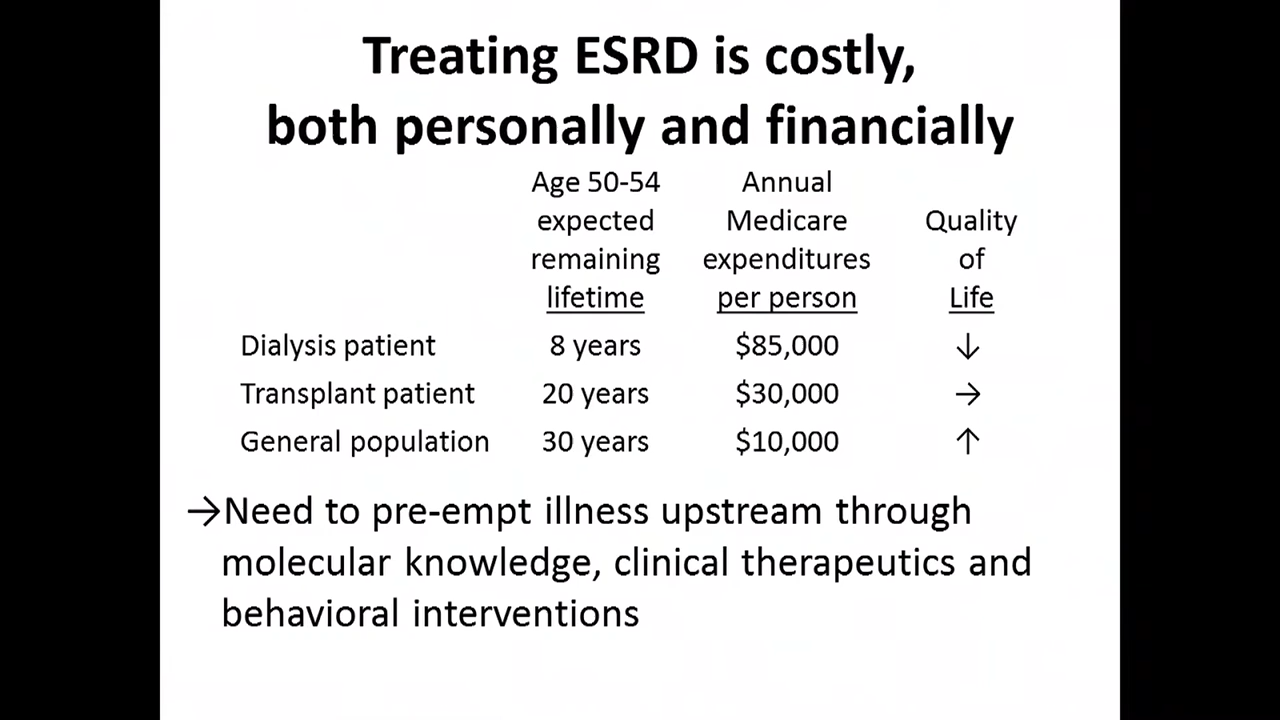 Treating ESRD is costly,
both personally and financially
Age 50-54 expected remaining lifetime
Annual Medicare expenditures per person
Quality of Life
Dialysis patient 8 years $85,000 ↓
Transplant patient 20 years $30,000 →
General population 30 years $10,000 ↑
→Need to pre-empt illness upstream through
molecular knowledge, clinical therapeutics and
behavioral interventions